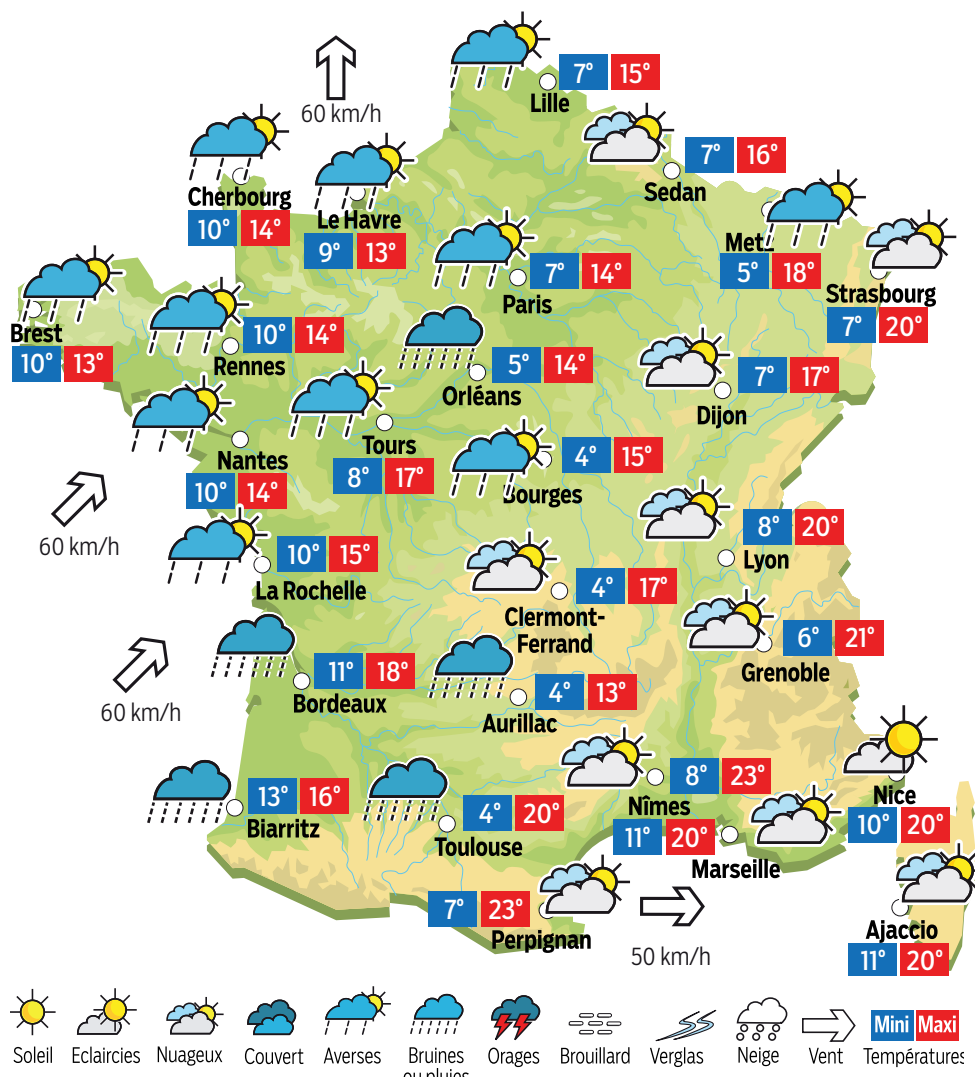 7° 15°
Lille
60 km/h
7° 16°
Sedan
Cherbourg
10° 14°
Le Havre
9° 13°
Metz
5° 18°
7° 14°
Paris
Strasbourg
7° 20°
Brest
10° 13°
10° 14°
Rennes
5° 14°
Orléans
7° 17°
Dijon
Nantes
10° 14°
Tours
8° 17°
4° 15°
Bourges
60 km/h
8° 20°
Lyon
10° 15°
La Rochelle
4° 17°
Clermont-
Ferrand
6° 21°
Grenoble
11° 18°
Bordeaux
60 km/h
4° 13°
Aurillac
13° 16°
Biarritz
4° 20°
Toulouse
8° 23°
Nîmes
11° 20°
Marseille
Nice
10° 20°
7° 23°
Perpignan
50 km/h
Ajaccio
11° 20°
Soleil
Eclaircies
Nuageux
Couvert
Averses
Bruines
ou pluies
Orages
Brouillard
Verglas
Neige
Vent
Mini Maxi
Températures